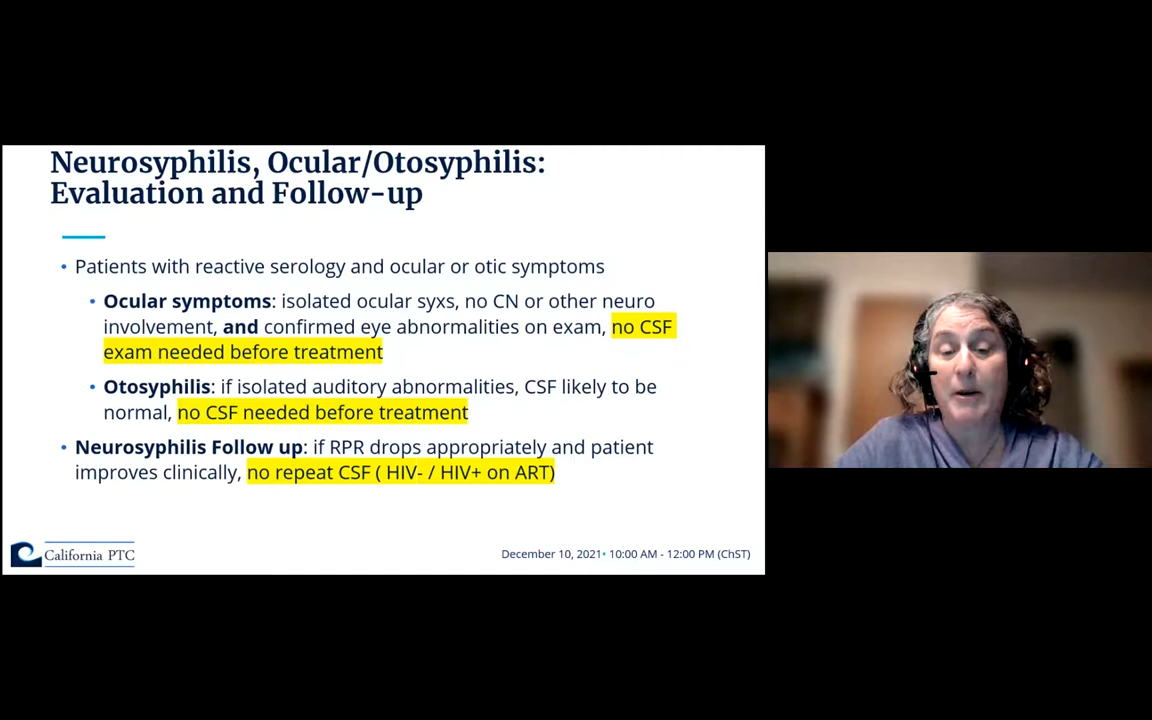 Neurosyphilis, Ocular/Otosyphilis:
Evaluation and Follow-up
• Patients with reactive serology and ocular or otic symptoms
• Ocular symptoms: isolated ocular syxs, no CN or other neuro
involvement, and confirmed eye abnormalities on exam, no CSF
exam needed before treatment
• Otosyphilis: if isolated auditory abnormalities, CSF likely to be
normal, no CSF needed before treatment
• Neurosyphilis Follow up: if RPR drops appropriately and patient
improves clinically, no repeat CSF ( HIV- / HIV+ on ART)
California PTC
December 10, 2021• 10:00 AM - 12:00 PM (ChST)